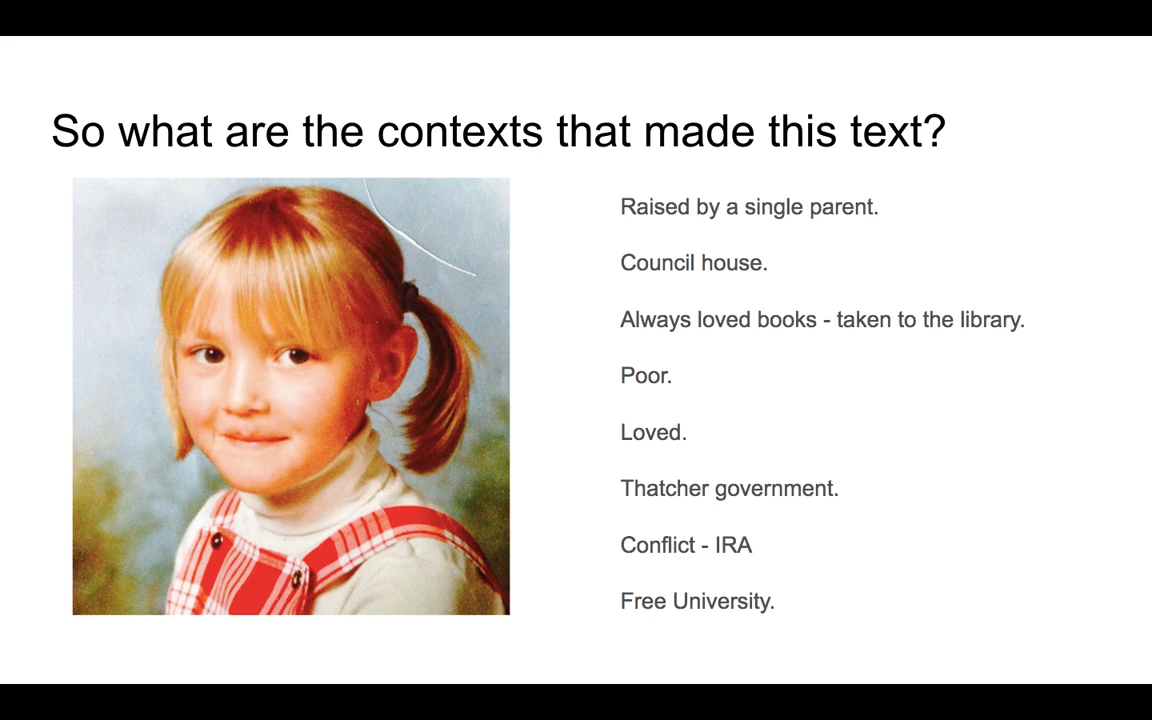 So what are the contexts that made this text?
Raised by a single parent.
Council house.
Always loved books - taken to the library.
Poor.
Loved.
Thatcher government.
Conflict - IRA
Free University.